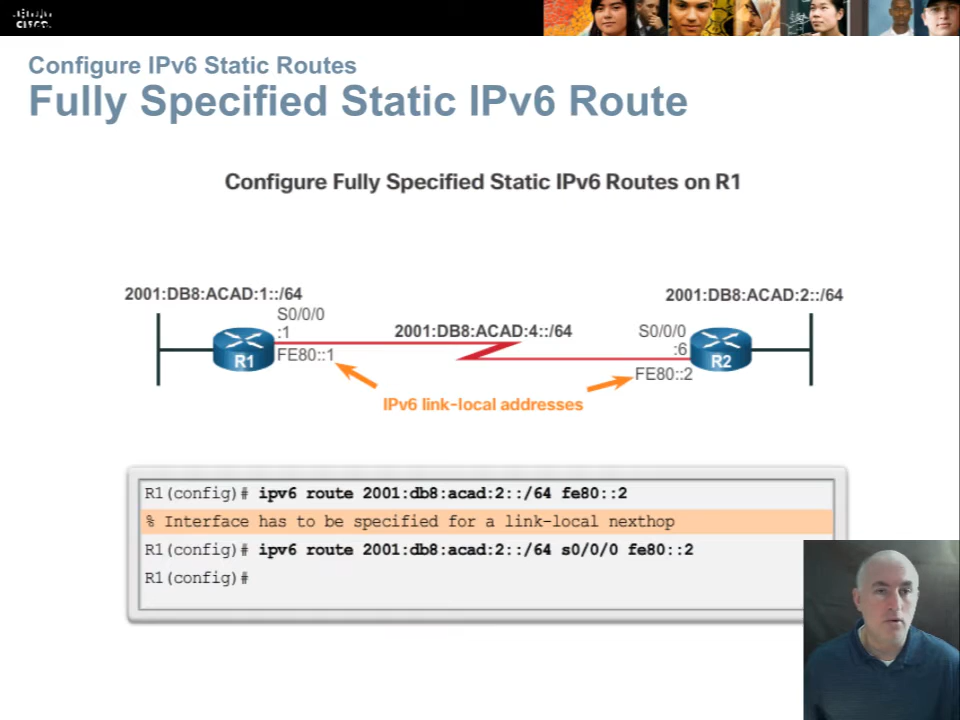 CISCO
Configure IPv6 Static Routes
Fully Specified Static IPv6 Route
Configure Fully Specified Static IPv6 Routes on R1
2001:DB8:ACAD:1::/64
2001:DB8:ACAD:2::/64
S0/0/0
:1
2001:DB8:ACAD:4::/64
S0/0/0
:6
R1
R2
FE80::1
FE80::2
IPv6 link-local addresses
R1(config)# ipv6 route 2001:db8:acad:2::/64 fe80::2
% Interface has to be specified for a link-local nexthop
R1(config)# ipv6 route 2001:db8:acad:2::/64 s0/0/0 fe80::2
R1(config)#